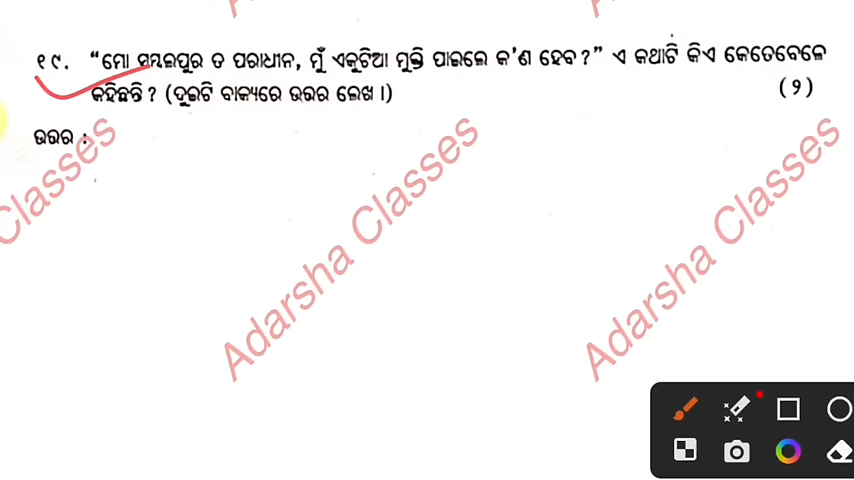 ୧୯. “ମୋ ସମ୍ବଲପୁର ତ ପରାଧୀନ, ମୁଁ ଏକୁଟିଆ ମୁକ୍ତି ପାଇଲେ କ'ଣ ହେବ?” ଏ କଥାଟି କିଏ କେତେବେଳେ
କହିଛନ୍ତି? (ଦୁଇଟି ବାକ୍ୟରେ ଉତ୍ତର ଲେଖ।) (୨)
ଉତ୍ତର :
Classes
Adarsha Classes
Adarsha Classes